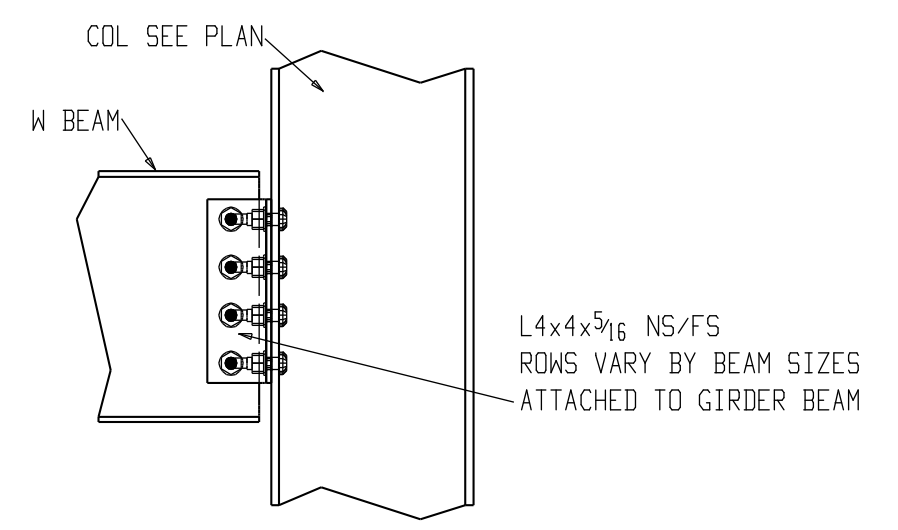 COL SEE PLAN
W BEAM
L4x4x5/16 NS/FS
ROWS VARY BY BEAM SIZES
ATTACHED TO GIRDER BEAM